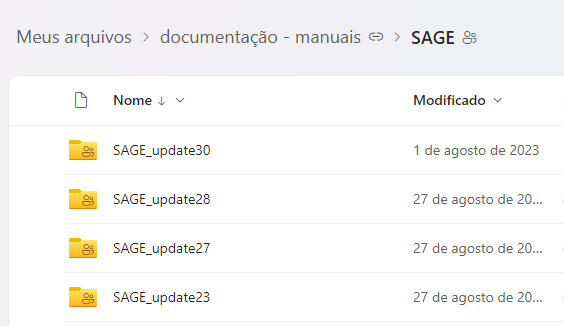 Meus arquivos > documentação - manuais > SAGE
Nome ↓ Modificado
SAGE_update30 1 de agosto de 2023
SAGE_update28 27 de agosto de 20...
SAGE_update27 27 de agosto de 20...
SAGE_update23 27 de agosto de 20...